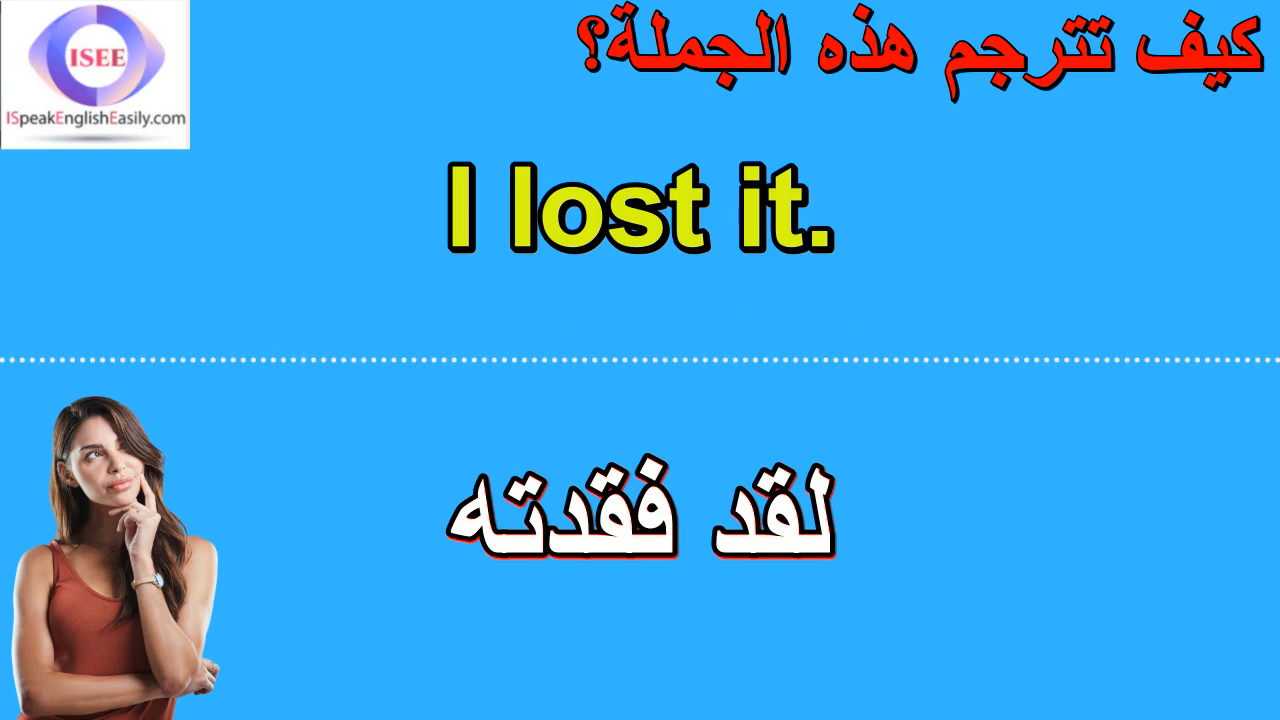 كيف تترجم هذه الجملة؟
ISEE
ISpeakEnglishEasily.com
I lost it.
لقد فقدته